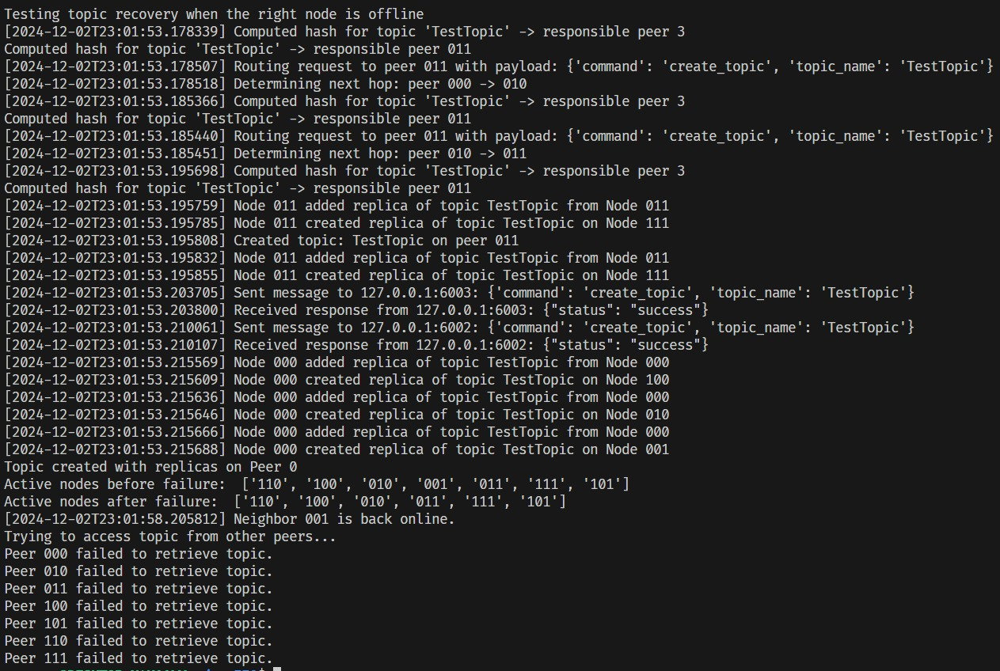 Testing topic recovery when the right node is offline
[2024-12-02T23:01:53.178339] Computed hash for topic 'TestTopic' -> responsible peer 3
Computed hash for topic 'TestTopic' -> responsible peer 011
[2024-12-02T23:01:53.178507] Routing request to peer 011 with payload: {'command': 'create_topic', 'topic_name': 'TestTopic'}
[2024-12-02T23:01:53.178518] Determining next hop: peer 000 -> 010
[2024-12-02T23:01:53.185366] Computed hash for topic 'TestTopic' -> responsible peer 3
Computed hash for topic 'TestTopic' -> responsible peer 011
[2024-12-02T23:01:53.185440] Routing request to peer 011 with payload: {'command': 'create_topic', 'topic_name': 'TestTopic'}
[2024-12-02T23:01:53.185451] Determining next hop: peer 010 -> 011
[2024-12-02T23:01:53.195698] Computed hash for topic 'TestTopic' -> responsible peer 3
Computed hash for topic 'TestTopic' -> responsible peer 011
[2024-12-02T23:01:53.195759] Node 011 added replica of topic TestTopic from Node 011
[2024-12-02T23:01:53.195785] Node 011 created replica of topic TestTopic on Node 111
[2024-12-02T23:01:53.195808] Created topic: TestTopic on peer 011
[2024-12-02T23:01:53.195832] Node 011 added replica of topic TestTopic from Node 011
[2024-12-02T23:01:53.195855] Node 011 created replica of topic TestTopic on Node 111
[2024-12-02T23:01:53.203705] Sent message to 127.0.0.1:6003: {'command': 'create_topic', 'topic_name': 'TestTopic'}
[2024-12-02T23:01:53.203800] Received response from 127.0.0.1:6003: {"status": "success"}
[2024-12-02T23:01:53.210061] Sent message to 127.0.0.1:6002: {'command': 'create_topic', 'topic_name': 'TestTopic'}
[2024-12-02T23:01:53.210107] Received response from 127.0.0.1:6002: {"status": "success"}
[2024-12-02T23:01:53.215569] Node 000 added replica of topic TestTopic from Node 000
[2024-12-02T23:01:53.215609] Node 000 created replica of topic TestTopic on Node 100
[2024-12-02T23:01:53.215636] Node 000 added replica of topic TestTopic from Node 000
[2024-12-02T23:01:53.215646] Node 000 created replica of topic TestTopic on Node 010
[2024-12-02T23:01:53.215666] Node 000 added replica of topic TestTopic from Node 000
[2024-12-02T23:01:53.215688] Node 000 created replica of topic TestTopic on Node 001
Topic created with replicas on Peer 0
Active nodes before failure:  ['110', '100', '010', '001', '011', '111', '101']
Active nodes after failure:  ['110', '100', '010', '011', '111', '101']
[2024-12-02T23:01:58.205812] Neighbor 001 is back online.
Trying to access topic from other peers...
Peer 000 failed to retrieve topic.
Peer 010 failed to retrieve topic.
Peer 011 failed to retrieve topic.
Peer 100 failed to retrieve topic.
Peer 101 failed to retrieve topic.
Peer 110 failed to retrieve topic.
Peer 111 failed to retrieve topic.